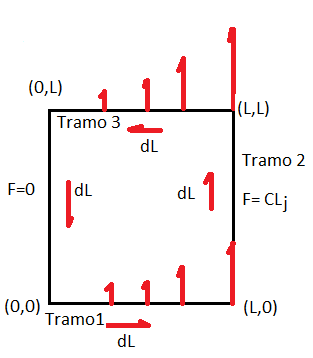 (0,L)
(L,L)
Tramo 3
dL
Tramo 2
F=0
dL
dL
F= CLj
(0,0)
(L,0)
Tramo1
dL